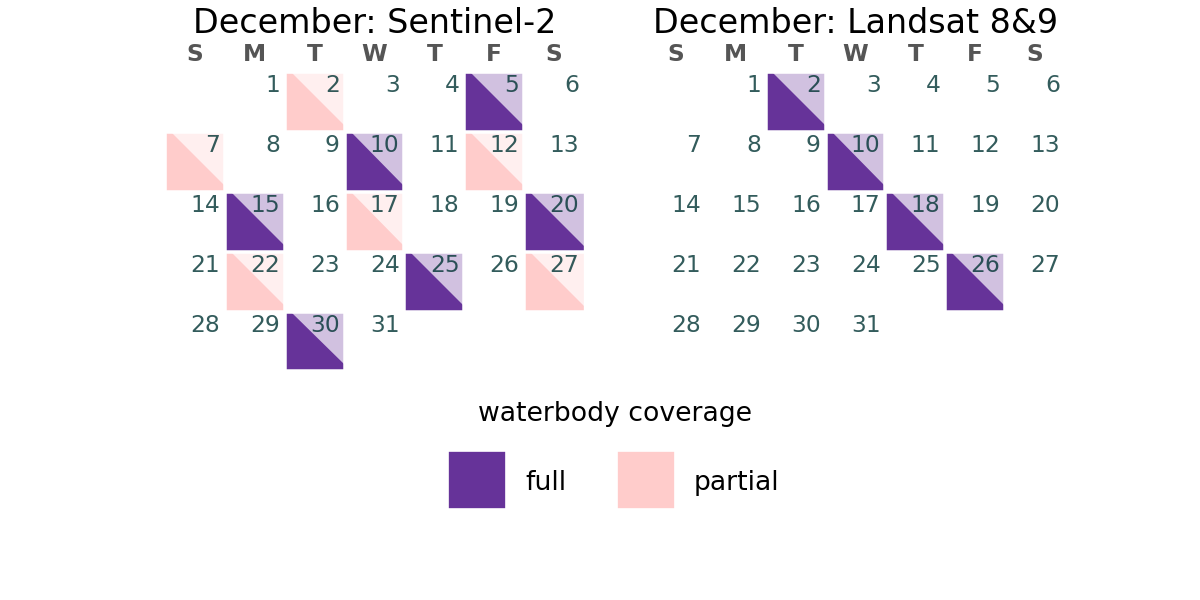 December: Sentinel-2
S M T W T F S
1 2 3 4 5 6
7 8 9 10 11 12 13
14 15 16 17 18 19 20
21 22 23 24 25 26 27
28 29 30 31
December: Landsat 8&9
S M T W T F S
1 2 3 4 5 6
7 8 9 10 11 12 13
14 15 16 17 18 19 20
21 22 23 24 25 26 27
28 29 30 31
waterbody coverage
full partial